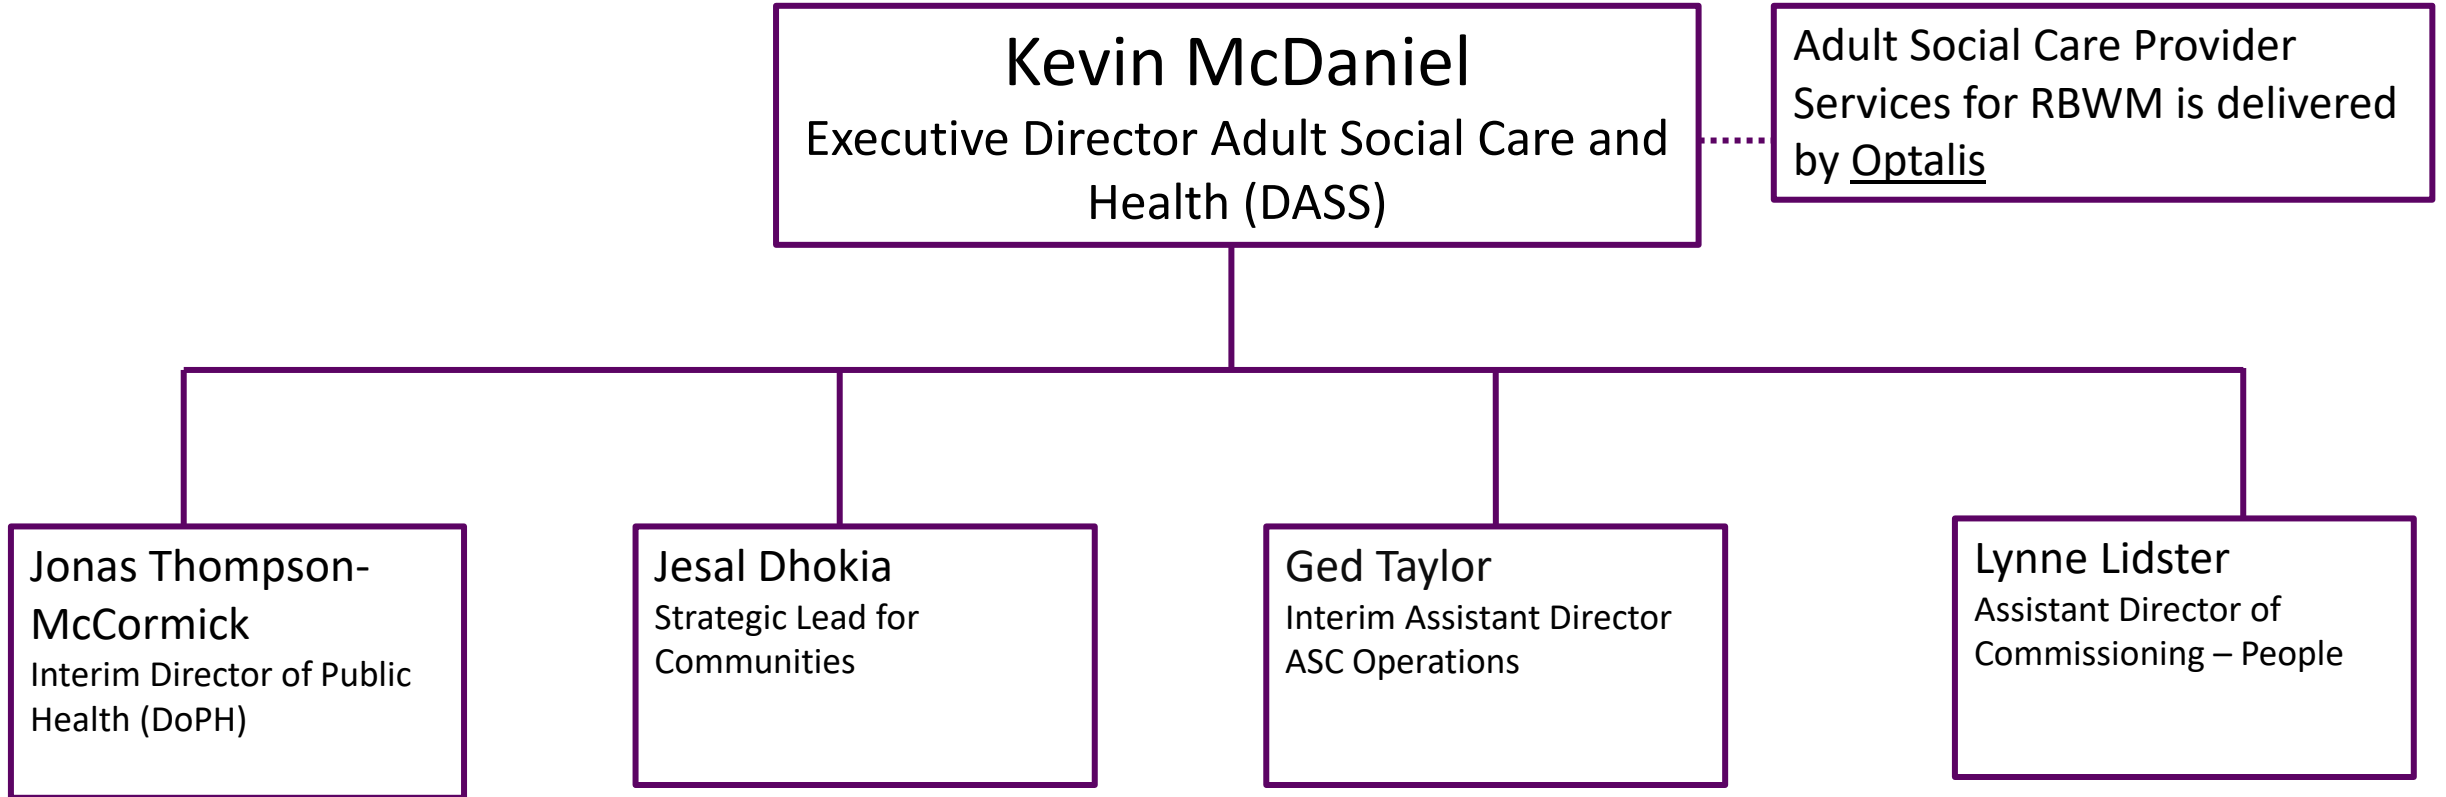 Kevin McDaniel
Executive Director Adult Social Care and
Health (DASS)
Adult Social Care Provider
Services for RBWM is delivered
by Optalis
Jonas Thompson-
McCormick
Interim Director of Public
Health (DoPH)
Jesal Dhokia
Strategic Lead for
Communities
Ged Taylor
Interim Assistant Director
ASC Operations
Lynne Lidster
Assistant Director of
Commissioning – People